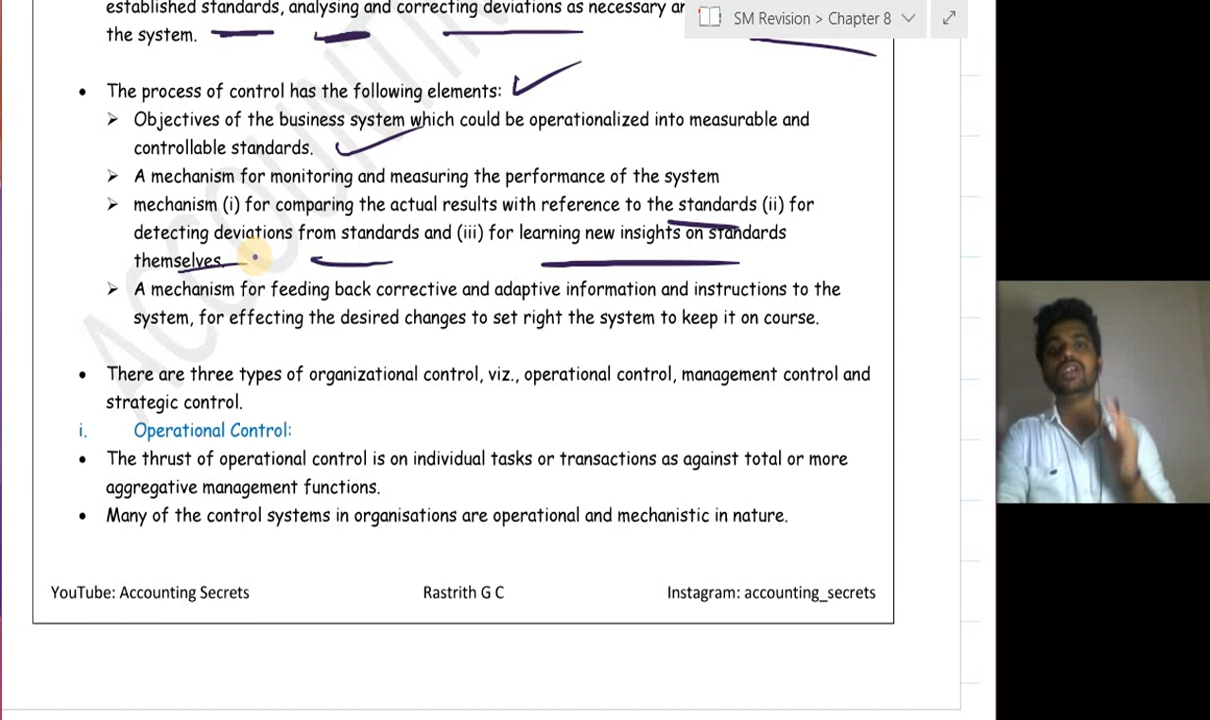 established standards, analysing and correcting deviations as necessary ar
SM Revision > Chapter 8
the system.
• The process of control has the following elements:
➢ Objectives of the business system which could be operationalized into measurable and
controllable standards.
➢ A mechanism for monitoring and measuring the performance of the system
➢ mechanism (i) for comparing the actual results with reference to the standards (ii) for
detecting deviations from standards and (iii) for learning new insights on standards
themselves.
➢ A mechanism for feeding back corrective and adaptive information and instructions to the
system, for effecting the desired changes to set right the system to keep it on course.
• There are three types of organizational control, viz., operational control, management control and
strategic control.
i. Operational Control:
• The thrust of operational control is on individual tasks or transactions as against total or more
aggregative management functions.
• Many of the control systems in organisations are operational and mechanistic in nature.
YouTube: Accounting Secrets Rastrith G C Instagram: accounting_secrets